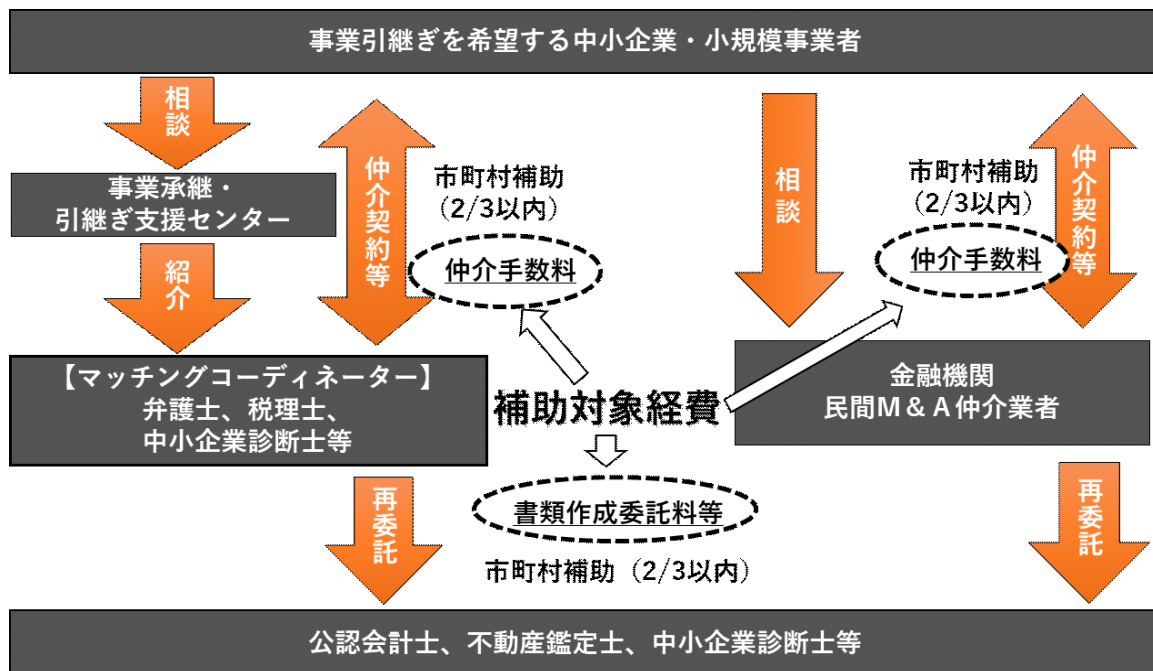 事業引継ぎを希望する中小企業・小規模事業者
相談
事業承継・
引継ぎ支援センター
紹介
仲介契約等
市町村補助
（2/3以内）
仲介手数料
相談
市町村補助
（2/3以内）
仲介手数料
仲介契約等
【マッチングコーディネーター】
弁護士、税理士、
中小企業診断士等
補助対象経費
金融機関
民間M＆A仲介業者
再委託
書類作成委託料等
市町村補助（2/3以内）
再委託
公認会計士、不動産鑑定士、中小企業診断士等